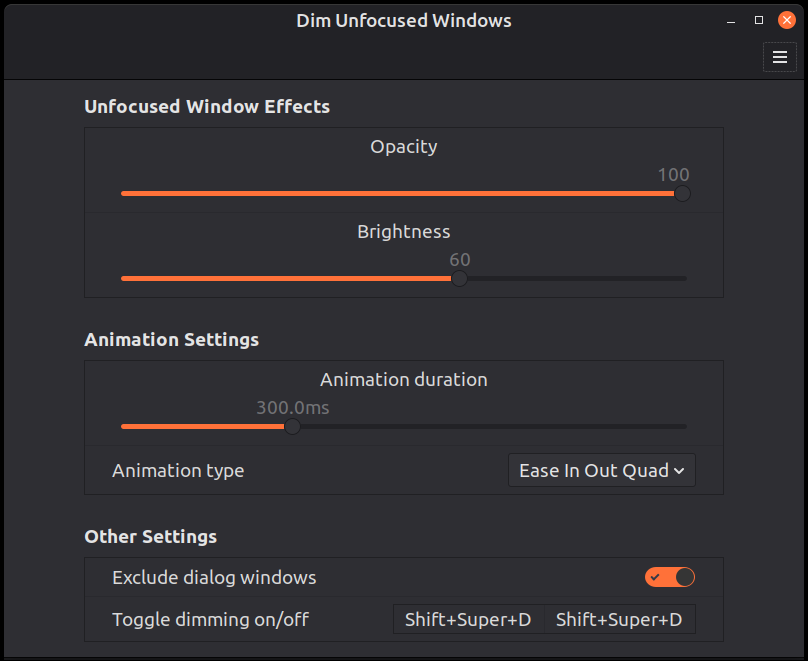 Dim Unfocused Windows
Unfocused Window Effects
Opacity
100
Brightness
60
Animation Settings
Animation duration
300.0ms
Animation type
Ease In Out Quad
Other Settings
Exclude dialog windows
Toggle dimming on/off
Shift+Super+D
Shift+Super+D